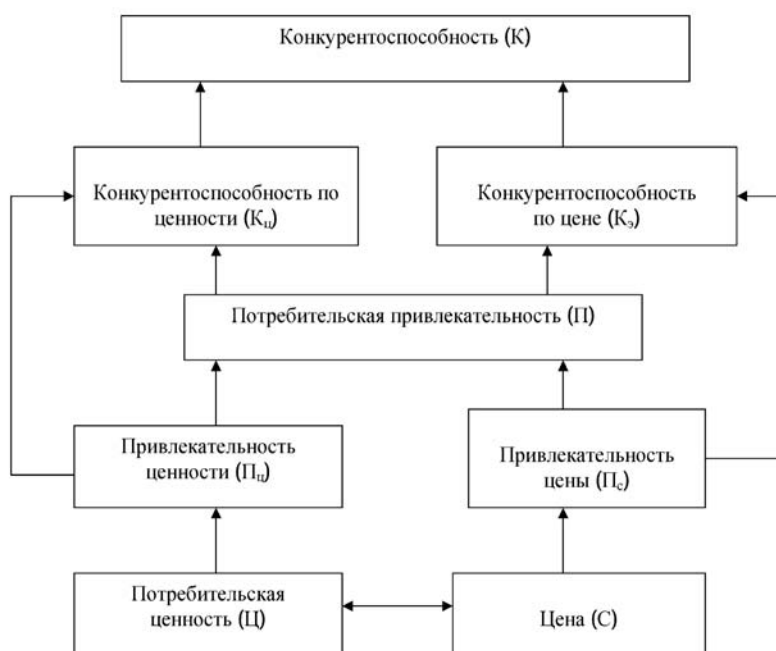 Конкурентоспособность (К)
Конкурентоспособность по
ценности (Кц)
Конкурентоспособность
по цене (Кэ)
Потребительская привлекательность (П)
Привлекательность
ценности (Пц)
Привлекательность
цены (Пс)
Потребительская
ценность (Ц)
Цена (С)